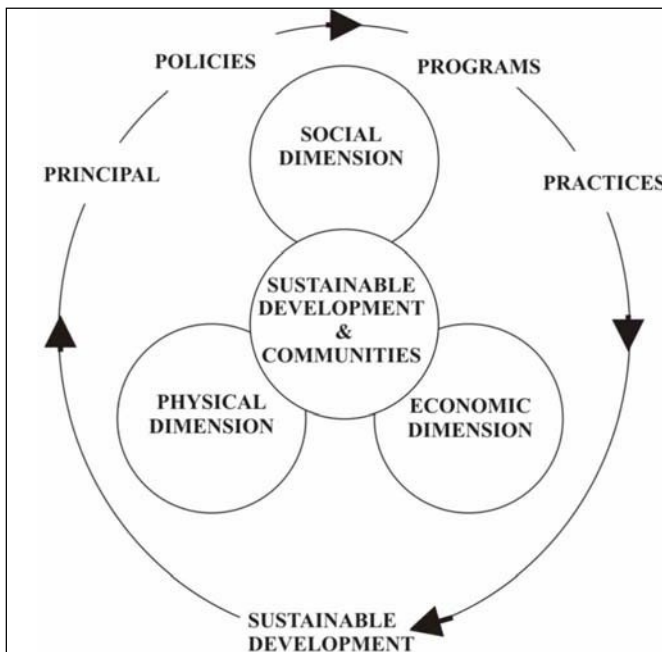 POLICIES
PROGRAMS
SOCIAL
DIMENSION
PRINCIPAL
PRACTICES
SUSTAINABLE
DEVELOPMENT
&
COMMUNITIES
PHYSICAL
DIMENSION
ECONOMIC
DIMENSION
SUSTAINABLE
DEVELOPMENT